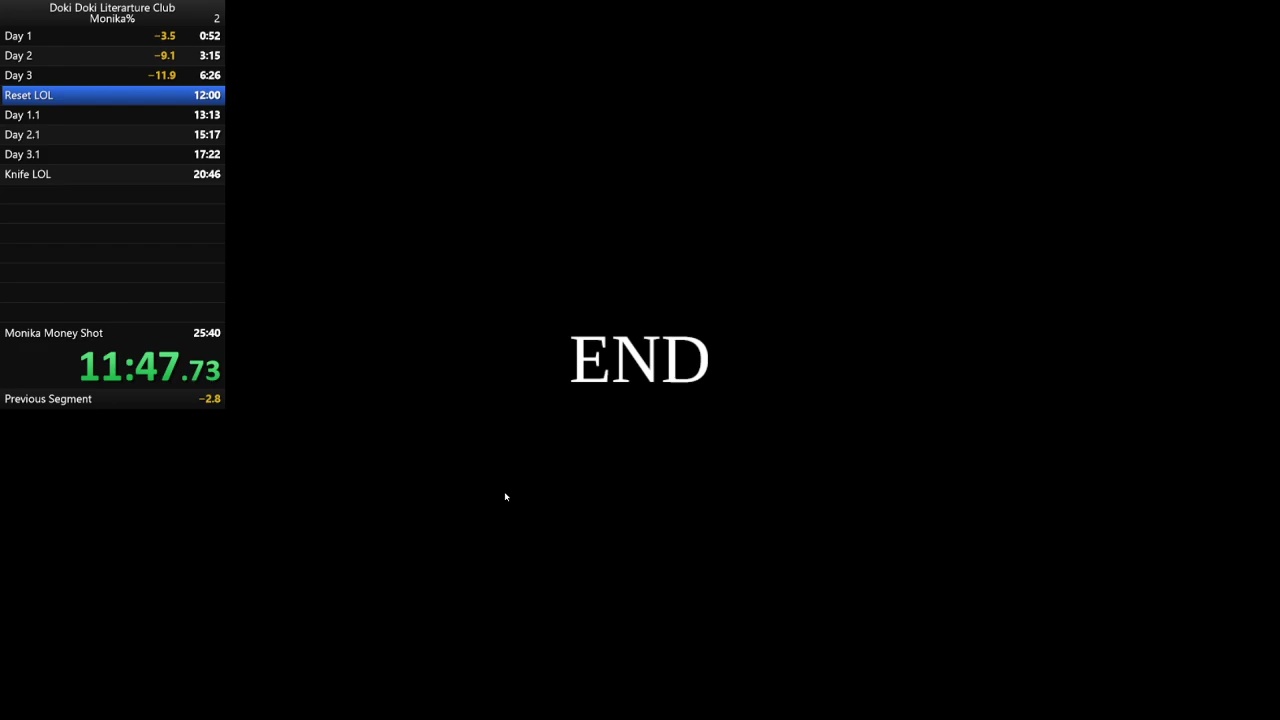 Doki Doki Literarture Club
Monika% 2
Day 1 −3.5 0:52
Day 2 −9.1 3:15
Day 3 −11.9 6:26
Reset LOL 12:00
Day 1.1 13:13
Day 2.1 15:17
Day 3.1 17:22
Knife LOL 20:46
Monika Money Shot 25:40
11:47.73
Previous Segment −2.8
END